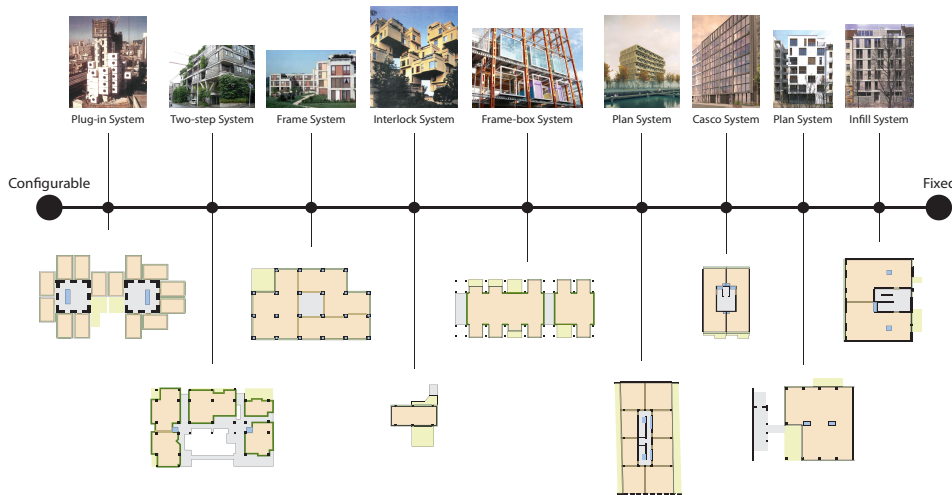 Plug-in System
Two-step System
Frame System
Interlock System
Frame-box System
Plan System
Casco System
Plan System
Infill System
Configurable
Fixed